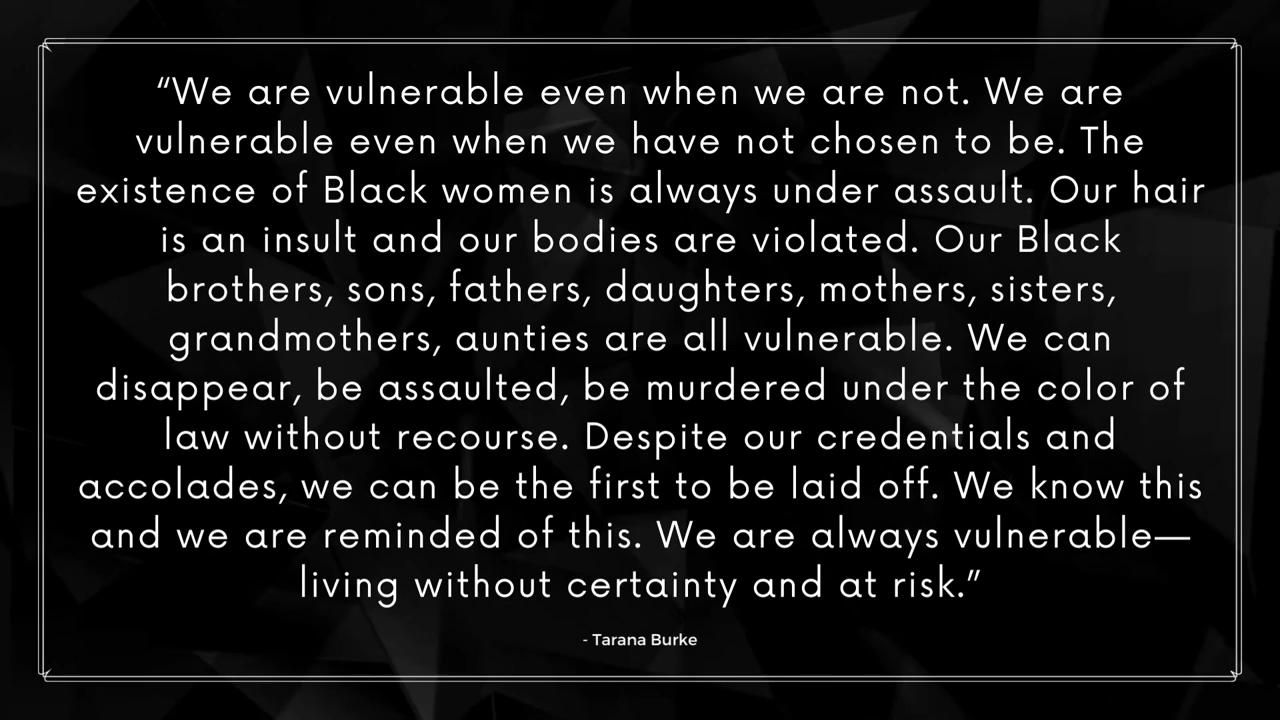 “We are vulnerable even when we are not. We are
vulnerable even when we have not chosen to be. The
existence of Black women is always under assault. Our hair
is an insult and our bodies are violated. Our Black
brothers, sons, fathers, daughters, mothers, sisters,
grandmothers, aunties are all vulnerable. We can
disappear, be assaulted, be murdered under the color of
law without recourse. Despite our credentials and
accolades, we can be the first to be laid off. We know this
and we are reminded of this. We are always vulnerable—
living without certainty and at risk.”
- Tarana Burke